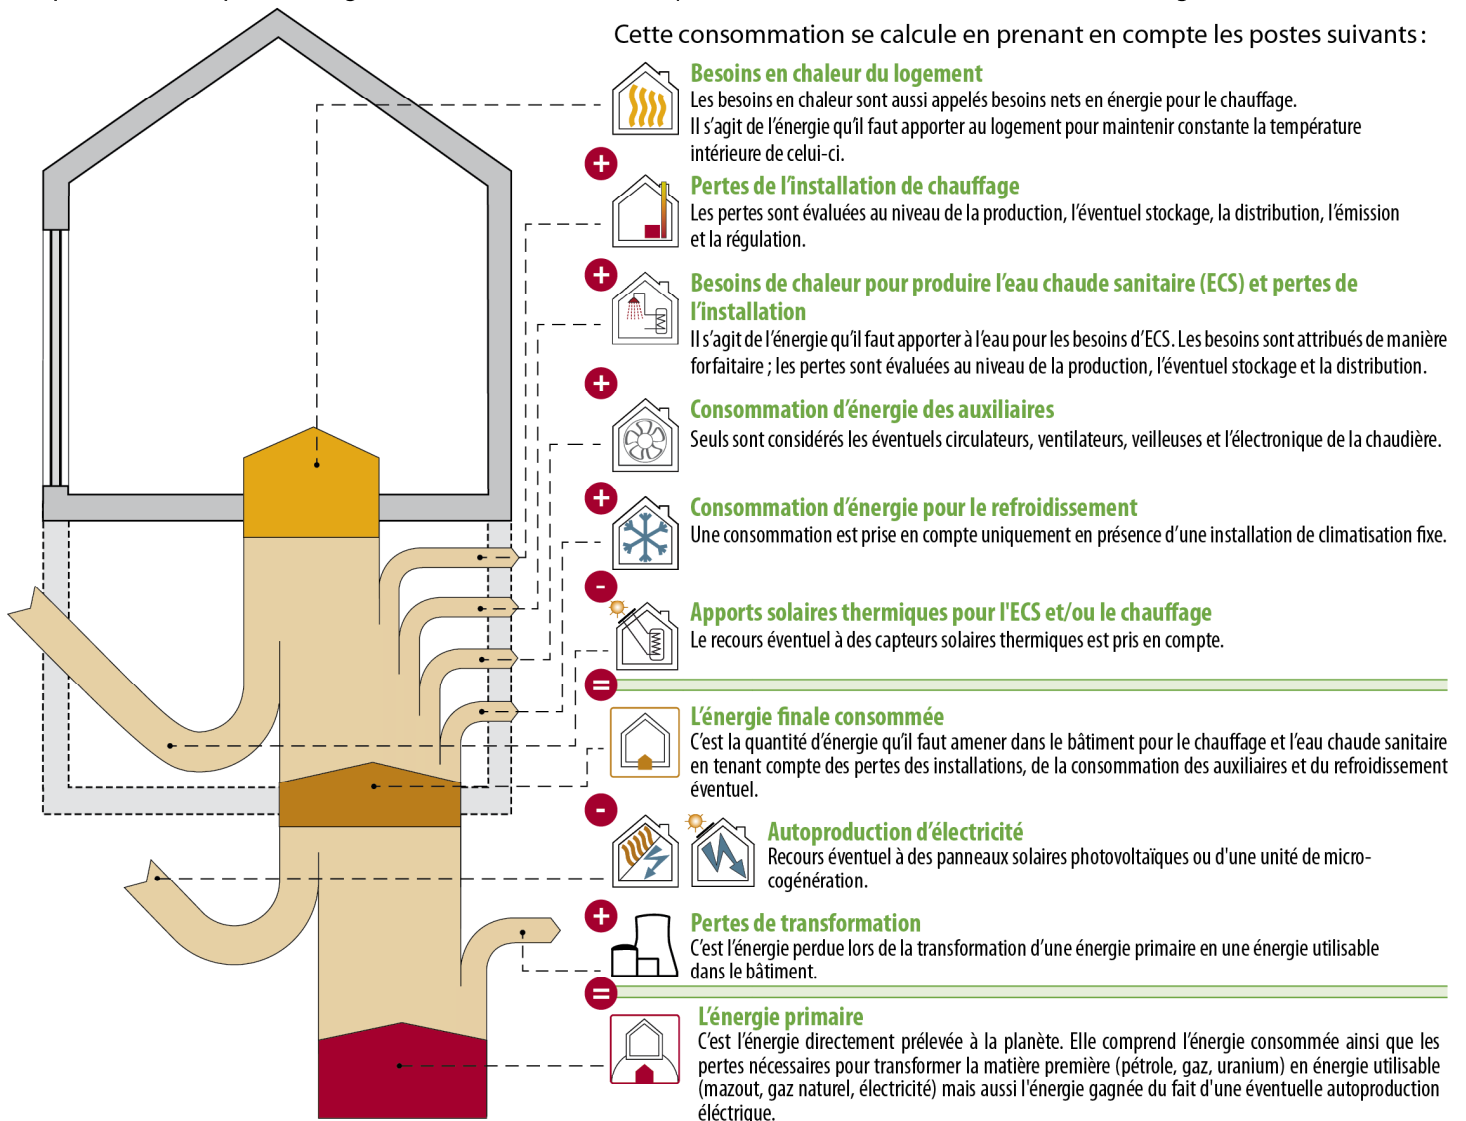 Cette consommation se calcule en prenant en compte les postes suivants :
Besoins en chaleur du logement
Les besoins en chaleur sont aussi appelés besoins nets en énergie pour le chauffage.
Il s'agit de l'énergie qu'il faut apporter au logement pour maintenir constante la température
intérieure de celui-ci.
+
Pertes de l'installation de chauffage
Les pertes sont évaluées au niveau de la production, l'éventuel stockage, la distribution, l'émission
et la régulation.
+
Besoins de chaleur pour produire l'eau chaude sanitaire (ECS) et pertes de
l'installation
Il s'agit de l'énergie qu'il faut apporter à l'eau pour les besoins d'ECS. Les besoins sont attribués de manière
forfaitaire ; les pertes sont évaluées au niveau de la production, l'éventuel stockage et la distribution.
+
Consommation d'énergie des auxiliaires
Seuls sont considérés les éventuels circulateurs, ventilateurs, veilleuses et l'électronique de la chaudière.
+
Consommation d'énergie pour le refroidissement
Une consommation est prise en compte uniquement en présence d'une installation de climatisation fixe.
-
Apports solaires thermiques pour l'ECS et/ou le chauffage
Le recours éventuel à des capteurs solaires thermiques est pris en compte.
=
L'énergie finale consommée
C'est la quantité d'énergie qu'il faut amener dans le bâtiment pour le chauffage et l'eau chaude sanitaire
en tenant compte des pertes des installations, de la consommation des auxiliaires et du refroidissement
éventuel.
-
Autoproduction d'électricité
Recours éventuel à des panneaux solaires photovoltaïques ou d'une unité de micro-
cogénération.
+
Pertes de transformation
C'est l'énergie perdue lors de la transformation d'une énergie primaire en une énergie utilisable
dans le bâtiment.
=
L'énergie primaire
C'est l'énergie directement prélevée à la planète. Elle comprend l'énergie consommée ainsi que les
pertes nécessaires pour transformer la matière première (pétrole, gaz, uranium) en énergie utilisable
(mazout, gaz naturel, électricité) mais aussi l'énergie gagnée du fait d'une éventuelle autoproduction
éléctrique.